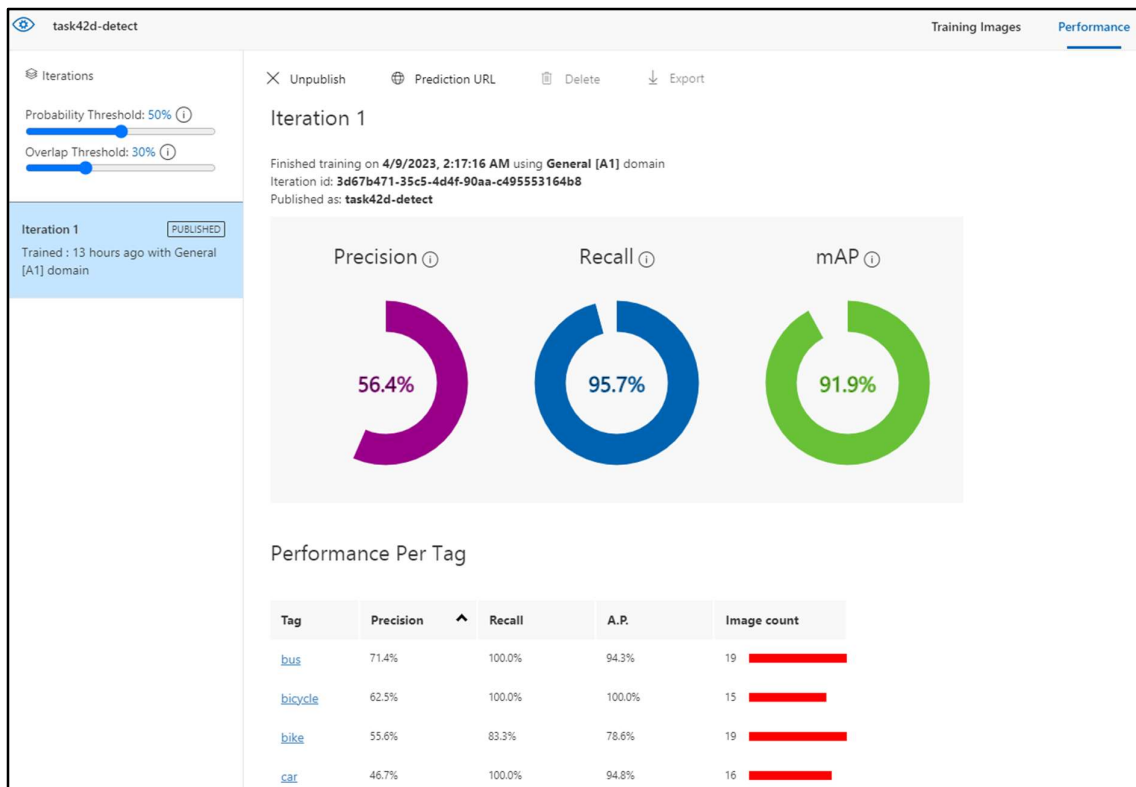 task42d-detect
Training Images
Performance
Iterations
Probability Threshold: 50%
Overlap Threshold: 30%
Iteration 1
PUBLISHED
Trained : 13 hours ago with General
[A1] domain
Unpublish
Prediction URL
Delete
Export
Iteration 1
Finished training on 4/9/2023, 2:17:16 AM using General [A1] domain
Iteration id: 3d67b471-35c5-4d4f-90aa-c495553164b8
Published as: task42d-detect
Precision
Recall
mAP
56.4%
95.7%
91.9%
Performance Per Tag
Tag Precision Recall A.P. Image count
bus 71.4% 100.0% 94.3% 19
bicycle 62.5% 100.0% 100.0% 15
bike 55.6% 83.3% 78.6% 19
car 46.7% 100.0% 94.8% 16